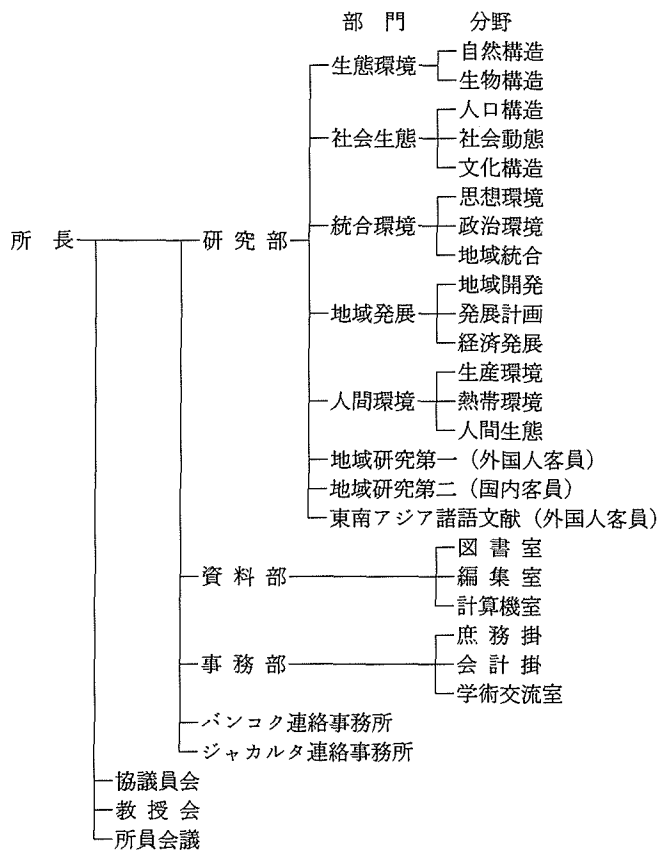 部 門 分野
自然構造
生態環境
生物構造
人口構造
社会生態 社会動態
文化構造
思想環境
所 長 研 究 部 統合環境 政治環境
地域統合
地域開発
地域発展 発展計画
経済発展
生産環境
人間環境 熱帯環境
人間生態
地域研究第一（外国人客員）
地域研究第二（国内客員）
東南アジア諸語文献（外国人客員）
図 書 室
資 料 部 編 集 室
計算機室
庶 務 掛
事 務 部 会 計 掛
学術交流室
バンコク連絡事務所
ジャカルタ連絡事務所
協議員会
教 授 会
所員会議